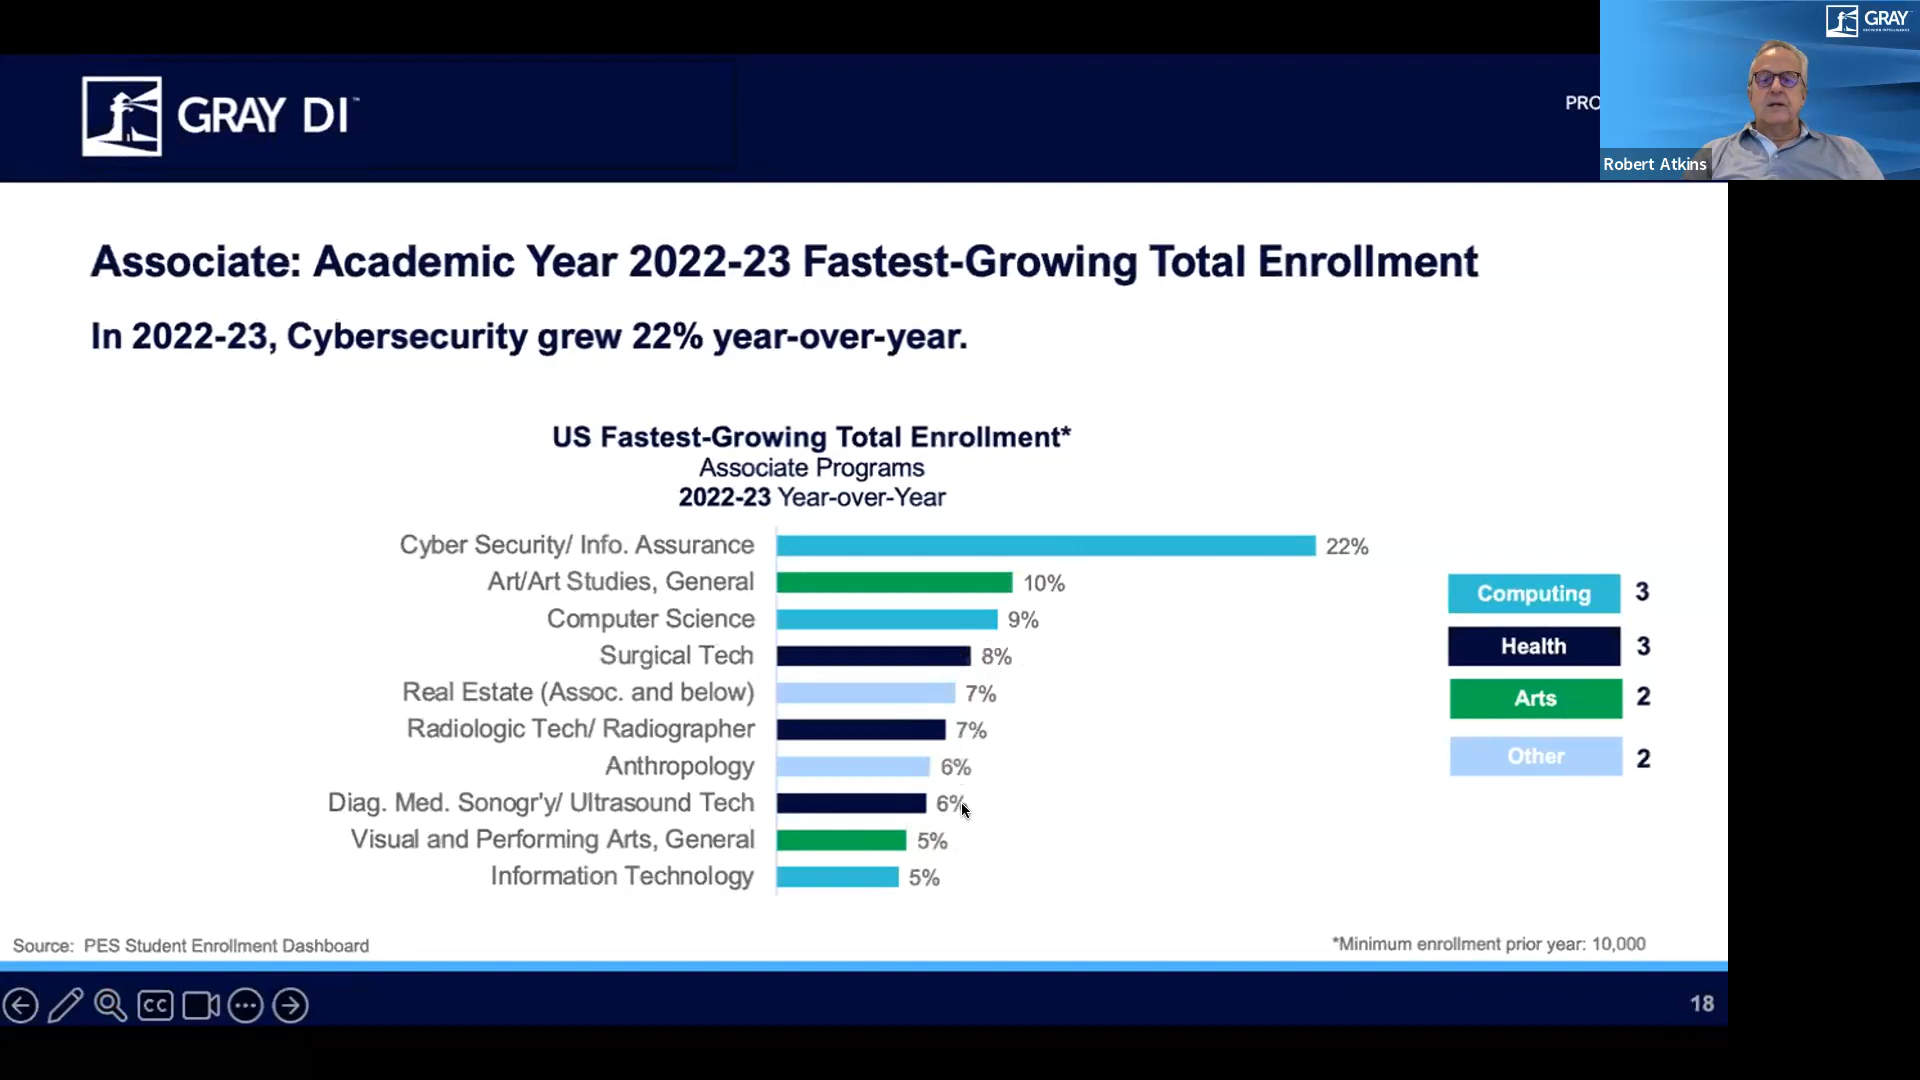 GRAY DI™
PRO
GRAY
DECISION INTELLIGENCE
Robert Atkins
Associate: Academic Year 2022-23 Fastest-Growing Total Enrollment
In 2022-23, Cybersecurity grew 22% year-over-year.
US Fastest-Growing Total Enrollment*
Associate Programs
2022-23 Year-over-Year
Cyber Security/ Info. Assurance 22%
Art/Art Studies, General 10%
Computer Science 9%
Surgical Tech 8%
Real Estate (Assoc. and below) 7%
Radiologic Tech/ Radiographer 7%
Anthropology 6%
Diag. Med. Sonogr'y/ Ultrasound Tech 6%
Visual and Performing Arts, General 5%
Information Technology 5%
Computing 3
Health 3
Arts 2
Other 2
Source: PES Student Enrollment Dashboard
*Minimum enrollment prior year: 10,000
CC
18